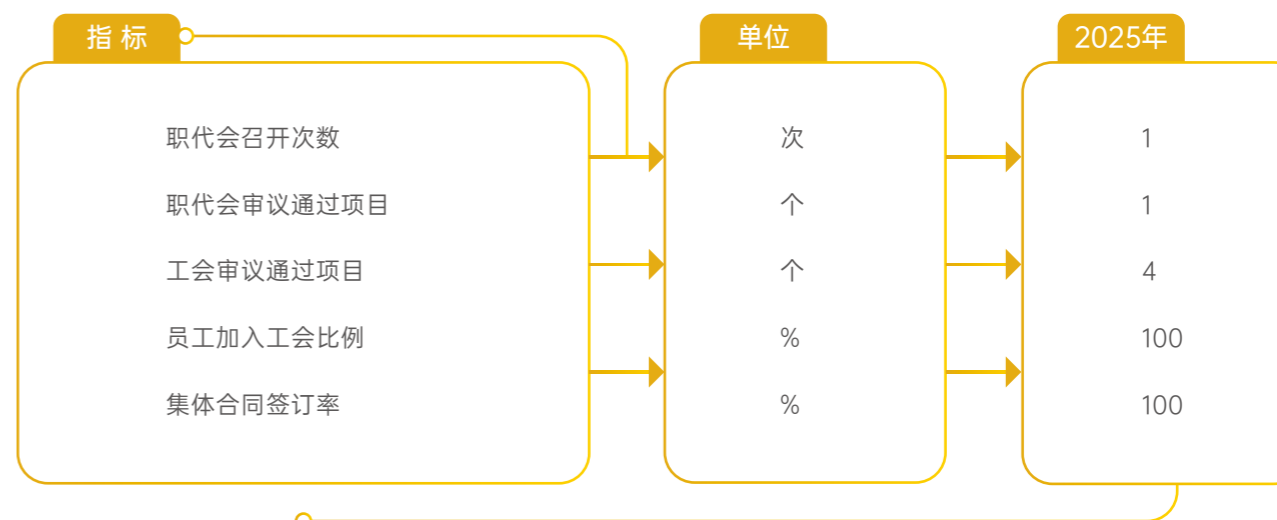 指 标 单位 2025年
职代会召开次数 次 1
职代会审议通过项目 个 1
工会审议通过项目 个 4
员工加入工会比例 % 100
集体合同签订率 % 100